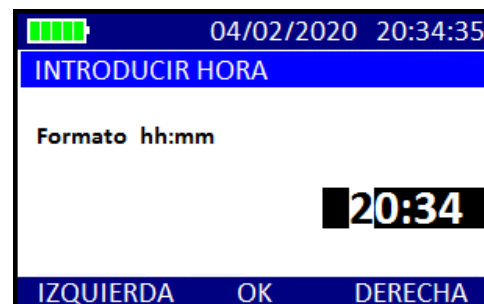 04/02/2020 20:34:35
INTRODUCIR HORA
Formato hh:mm
20:34
IZQUIERDA OK DERECHA